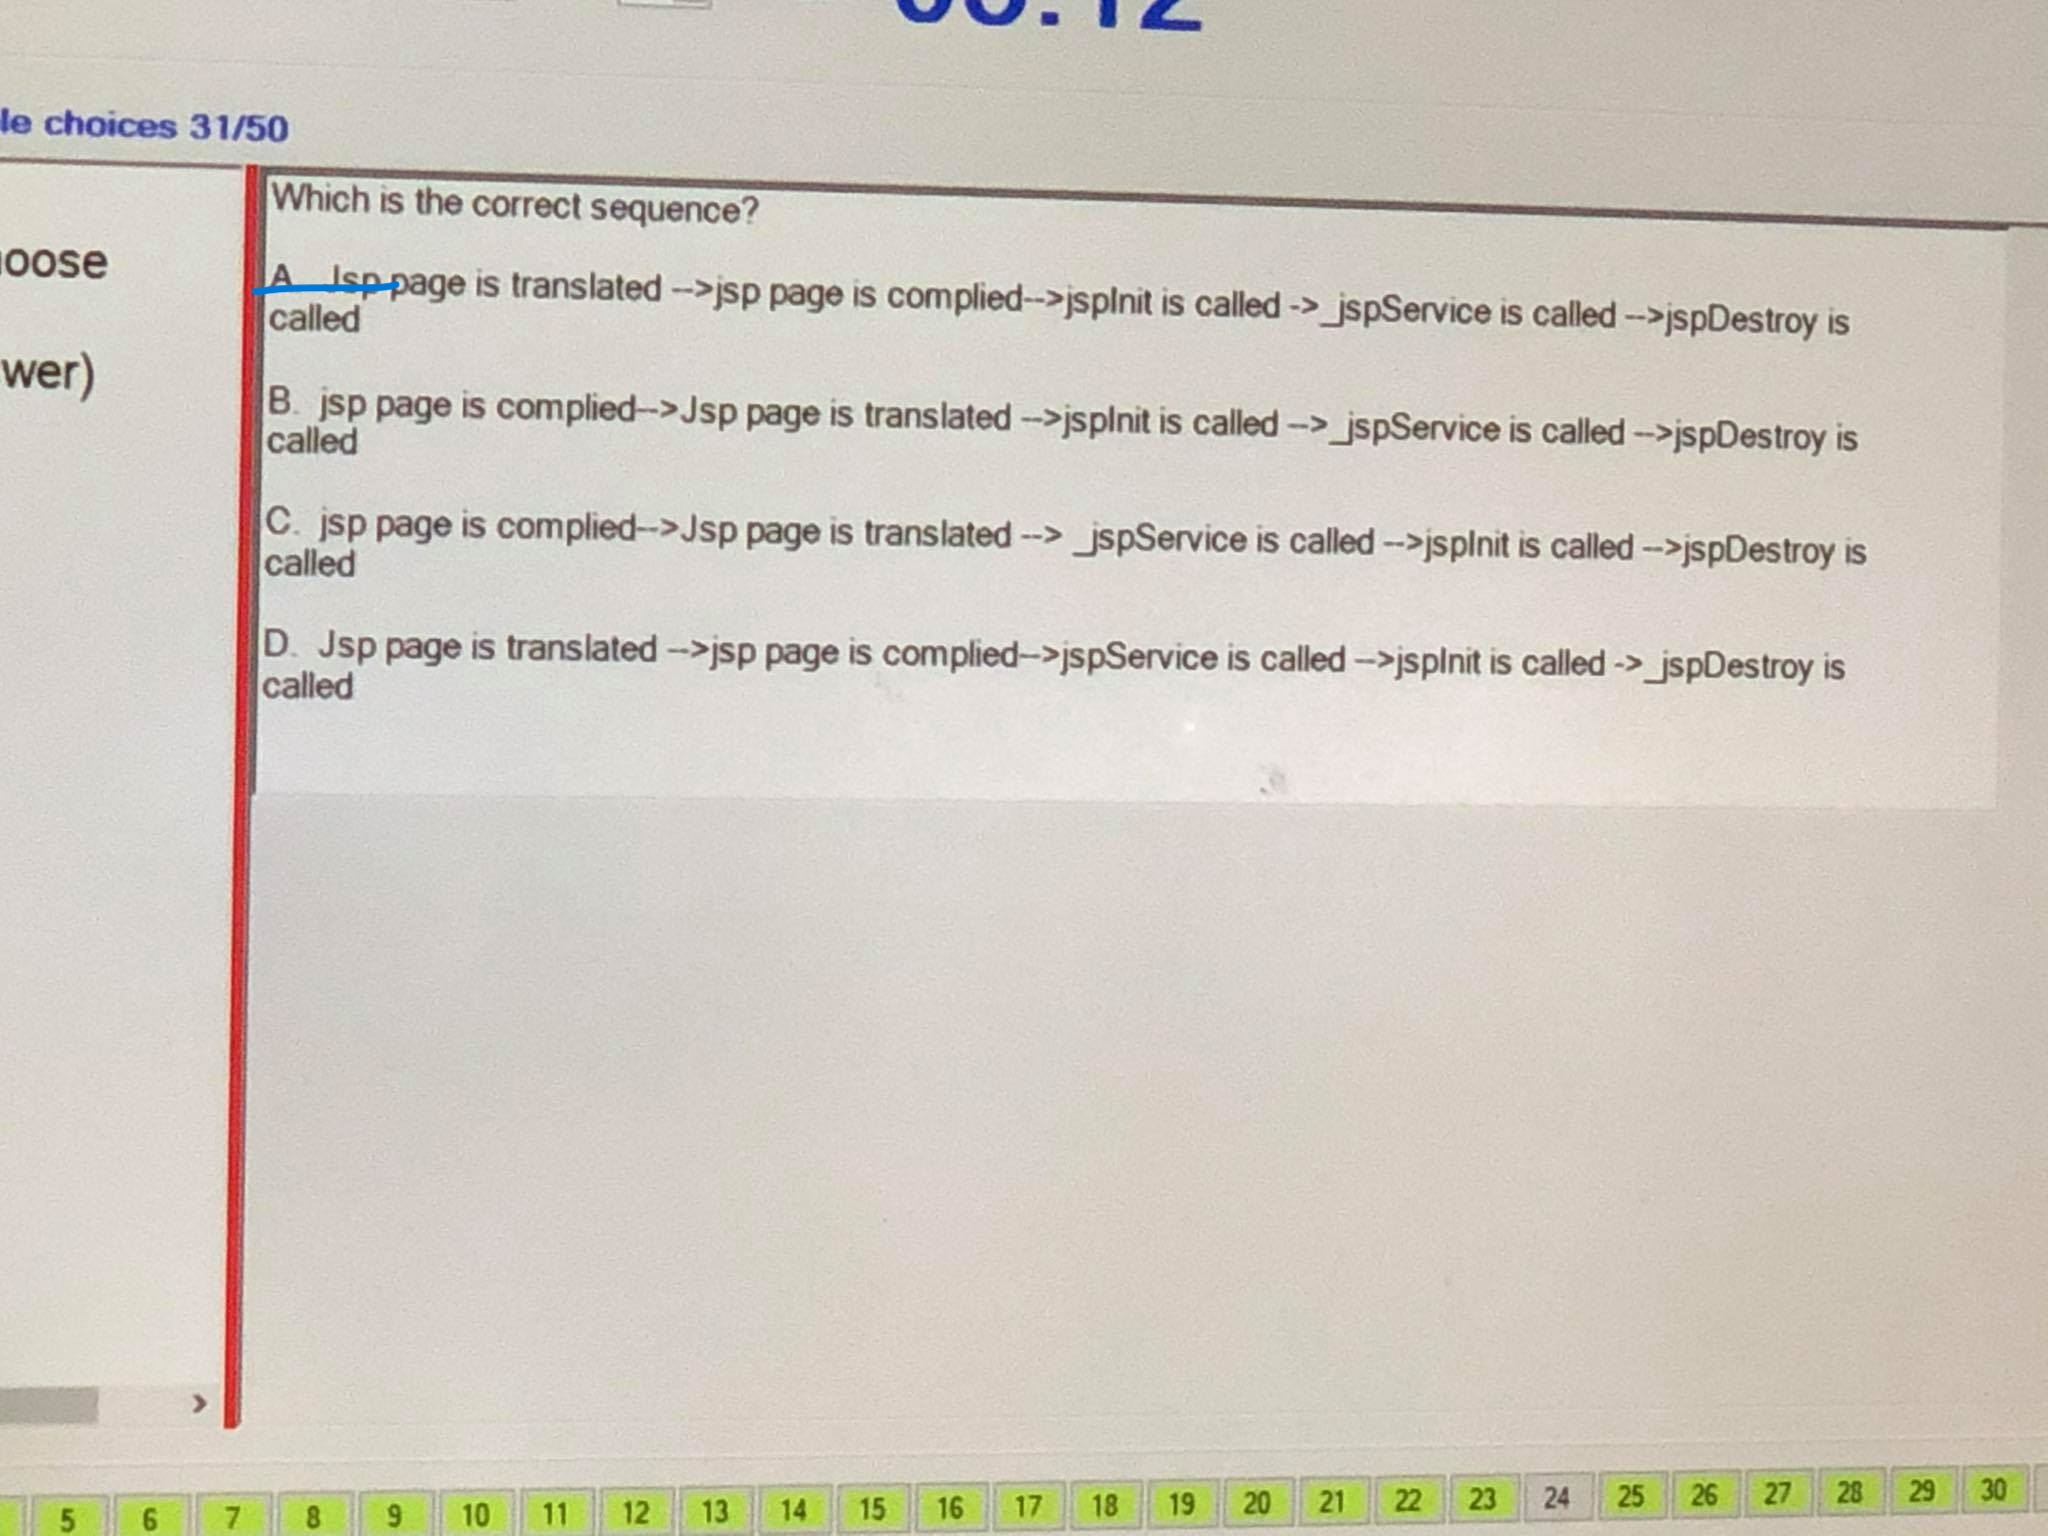 le choices 31/50
oose
wer)
Which is the correct sequence?
A. Jsp page is translated -->jsp page is complied-->jspInit is called ->_jspService is called -->jspDestroy is
called
B. jsp page is complied-->Jsp page is translated -->jspInit is called -->_jspService is called -->jspDestroy is
called
C. jsp page is complied-->Jsp page is translated --> _jspService is called -->jspInit is called -->jspDestroy is
called
D. Jsp page is translated -->jsp page is complied-->jspService is called -->jspInit is called ->_jspDestroy is
called
5 6 7 8 9 10 11 12 13 14 15 16 17 18 19 20 21 22 23 24 25 26 27 28 29 30